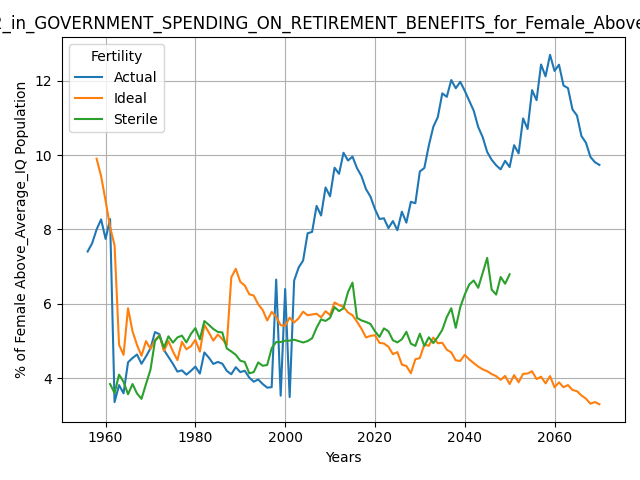 _in_GOVERNMENT_SPENDING_ON_RETIREMENT_BENEFITS_for_Female_Above
Fertility
Actual
Ideal
Sterile
% of Female Above_Average_IQ Population
12
10
8
6
4
1960
1980
2000
2020
2040
2060
Years